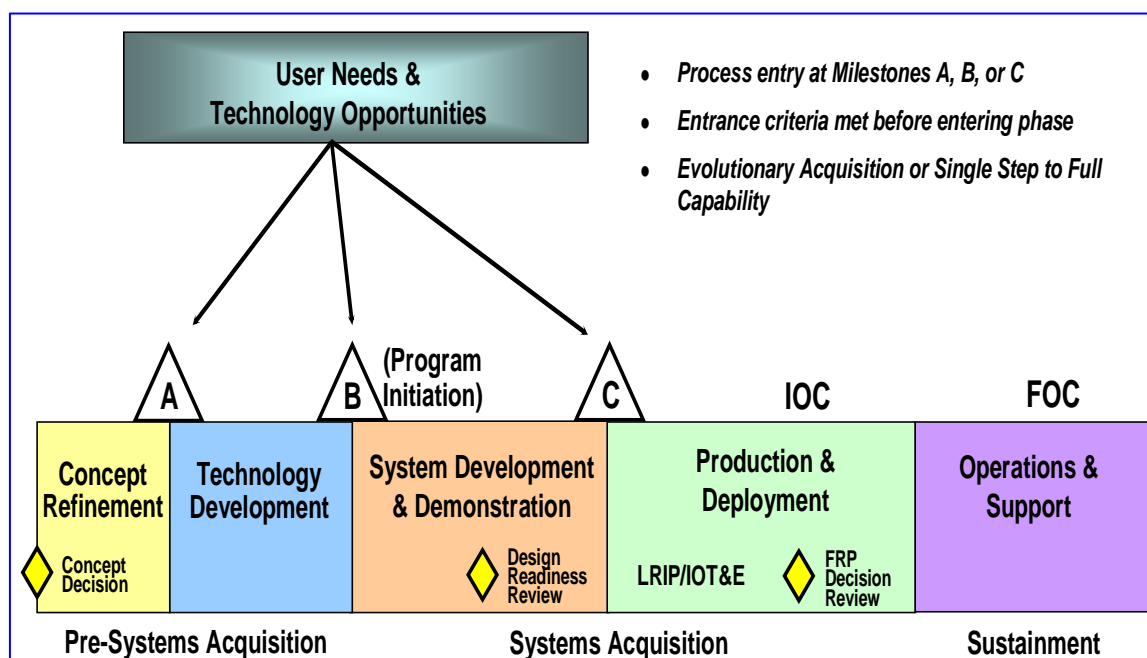 User Needs &
Technology Opportunities
• Process entry at Milestones A, B, or C
• Entrance criteria met before entering phase
• Evolutionary Acquisition or Single Step to Full
Capability
A
B
(Program
Initiation)
C
IOC
FOC
Concept
Refinement
Technology
Development
System Development
& Demonstration
Production &
Deployment
Operations &
Support
Concept
Decision
Design
Readiness
Review
LRIP/IOT&E
FRP
Decision
Review
Pre-Systems Acquisition
Systems Acquisition
Sustainment